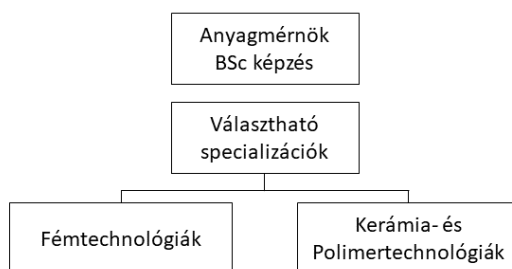 Anyagmérnök
BSc képzés
Választható
specializációk
Fémtechnológiák
Kerámia- és
Polimertechnológiák